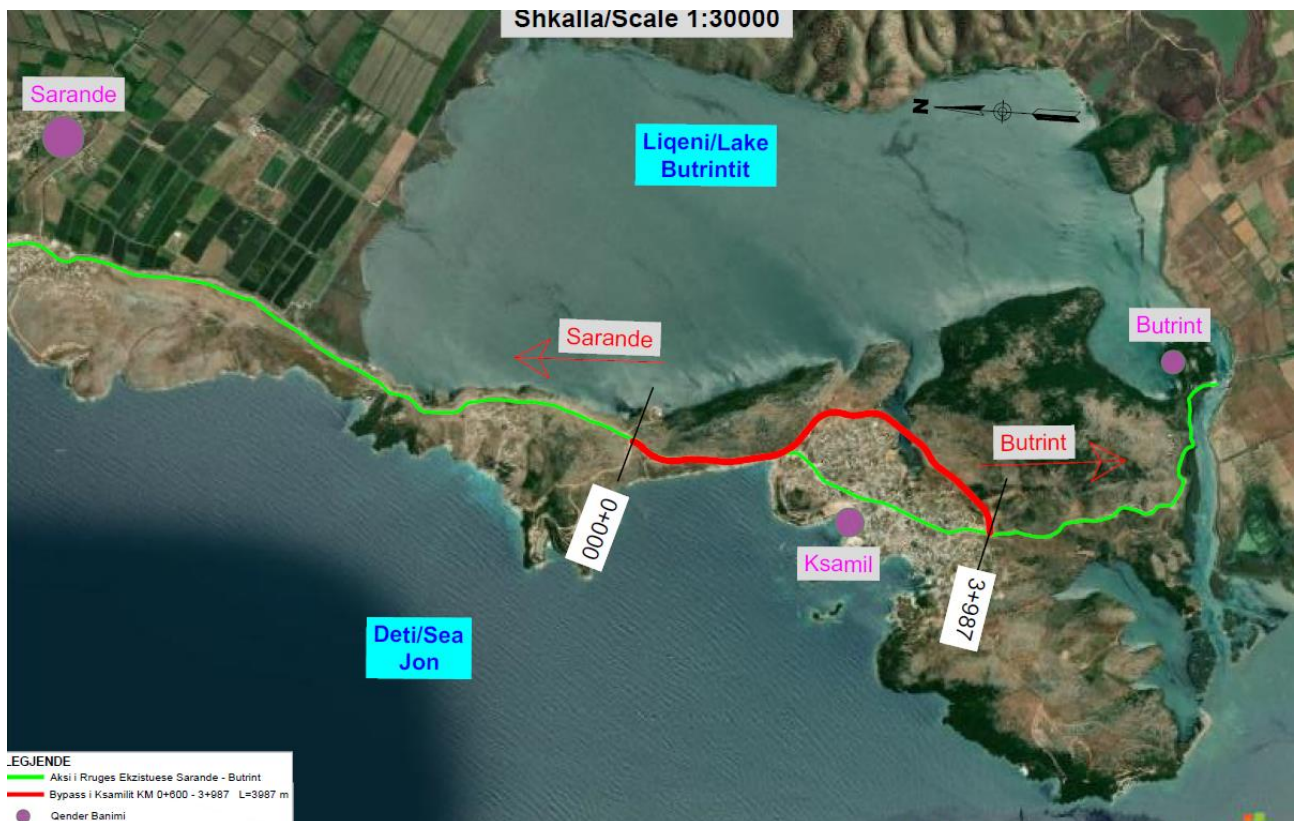 Shkalla/Scale 1:30000
Sarande
N
Liqeni/Lake
Butrintit
Sarande
Butrint
Butrint
0+000
Ksamil
3+987
Deti/Sea
Jon
LEGJENDE
Aksi i Rruges Ekzistuese Sarande - Butrint
Bypass i Ksamilit KM 0+600 - 3+987 L=3987 m
Qender Banimi